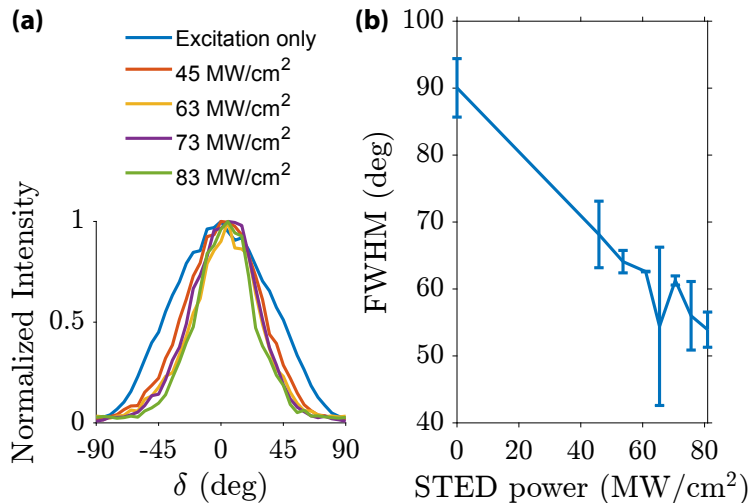 (a)
Excitation only
45 MW/cm²
63 MW/cm²
73 MW/cm²
83 MW/cm²
1
0.5
0
Normalized Intensity
-90 -45 0 45 90
δ (deg)
(b)
100
90
80
70
60
50
40
FWHM (deg)
0 20 40 60 80
STED power (MW/cm²)